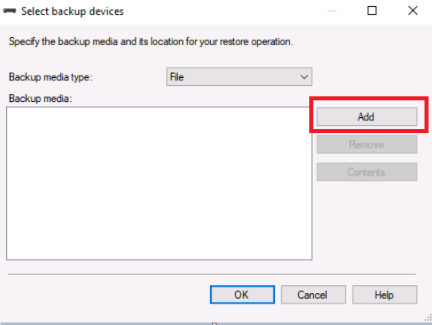 Select backup devices
Specify the backup media and its location for your restore operation.
Backup media type:
File
Backup media:
Add
Remove
Contents
OK
Cancel
Help